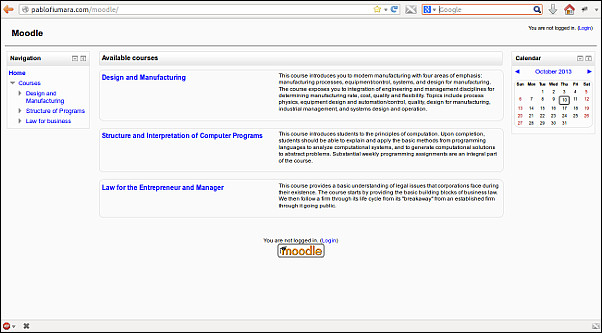 pablofiumara.com/moodle/
Google
Moodle
You are not logged in. (Login)
Navigation
Home
Courses
Design and
Manufacturing
Structure of Programs
Law for business
Available courses
Design and Manufacturing
This course introduces you to modern manufacturing with four areas of emphasis:
manufacturing processes, equipment/control, systems, and design for manufacturing.
The course exposes you to integration of engineering and management disciplines for
determining manufacturing rate, cost, quality and flexibility. Topics include process
physics, equipment design and automation/control, quality, design for manufacturing,
industrial management, and systems design and operation.
Structure and Interpretation of Computer Programs
This course introduces students to the principles of computation. Upon completion,
students should be able to explain and apply the basic methods from programming
languages to analyze computational systems, and to generate computational solutions
to abstract problems. Substantial weekly programming assignments are an integral part
of the course.
Law for the Entrepreneur and Manager
This course provides a basic understanding of legal issues that corporations face during
their existence. The course starts by providing the basic building blocks of business law.
We then follow a firm through its life cycle from its "breakaway" from an established firm
through it going public.
Calendar
October 2013
Sun Mon Tue Wed Thu Fri Sat
1 2 3 4 5
6 7 8 9 10 11 12
13 14 15 16 17 18 19
20 21 22 23 24 25 26
27 28 29 30 31
You are not logged in. (Login)
moodle